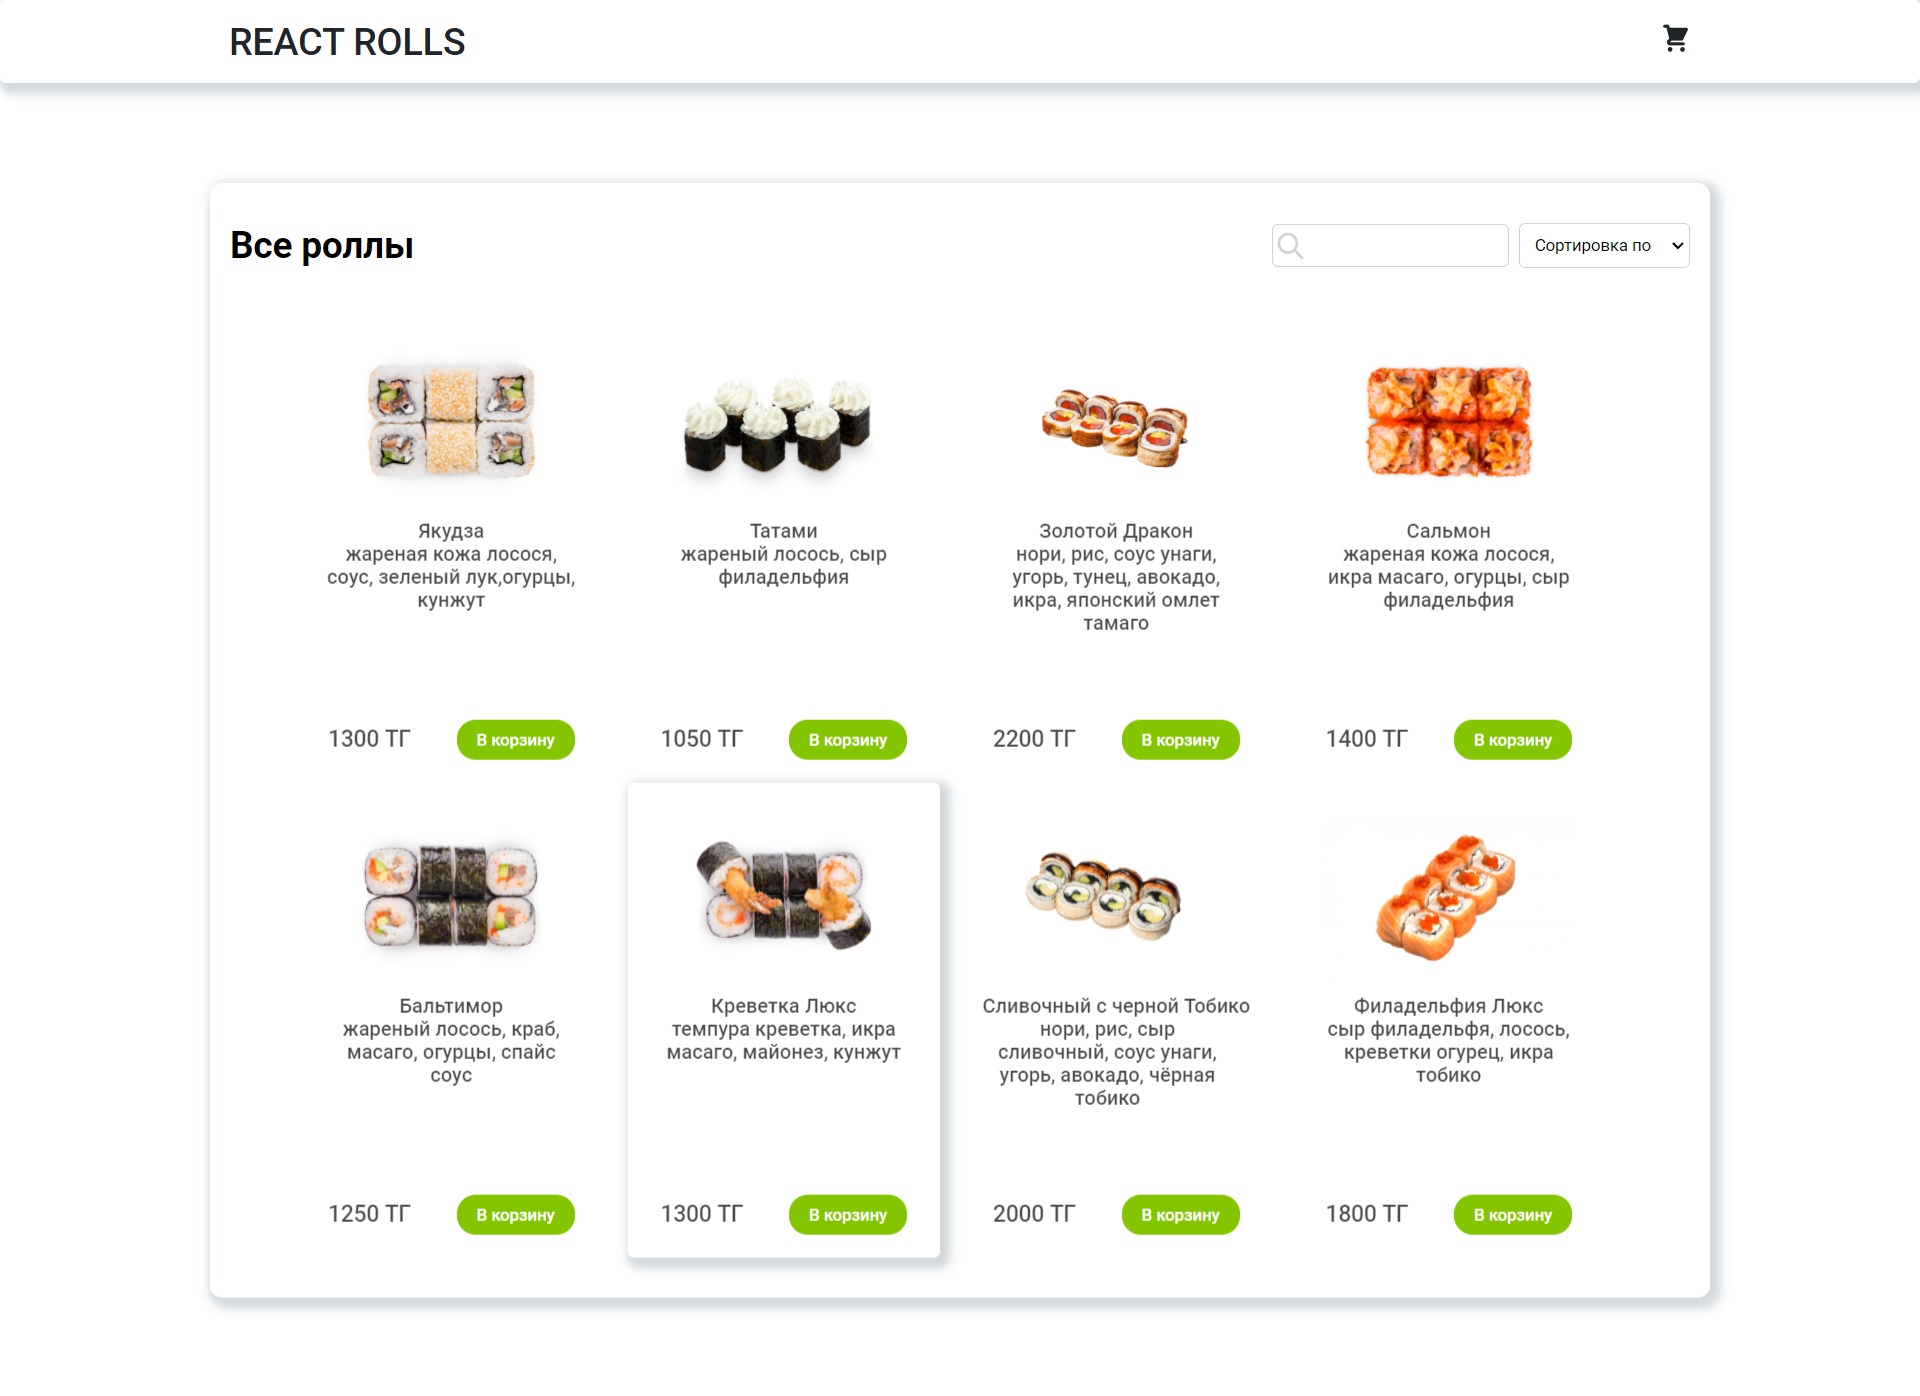 REACT ROLLS
Все роллы
Сортировка по
Якудза
жареная кожа лосося,
соус, зеленый лук,огурцы,
кунжут
1300 ТГ
В корзину
Татами
жареный лосось, сыр
филадельфия
1050 ТГ
В корзину
Золотой Дракон
нори, рис, соус унаги,
угорь, тунец, авокадо,
икра, японский омлет
тамаго
2200 ТГ
В корзину
Сальмон
жареная кожа лосося,
икра масаго, огурцы, сыр
филадельфия
1400 ТГ
В корзину
Бальтимор
жареный лосось, краб,
масаго, огурцы, спайс
соус
1250 ТГ
В корзину
Креветка Люкс
темпура креветка, икра
масаго, майонез, кунжут
1300 ТГ
В корзину
Сливочный с черной Тобико
нори, рис, сыр
сливочный, соус унаги,
угорь, авокадо, чёрная
тобико
2000 ТГ
В корзину
Филадельфия Люкс
сыр филадельфя, лосось,
креветки огурец, икра
тобико
1800 ТГ
В корзину